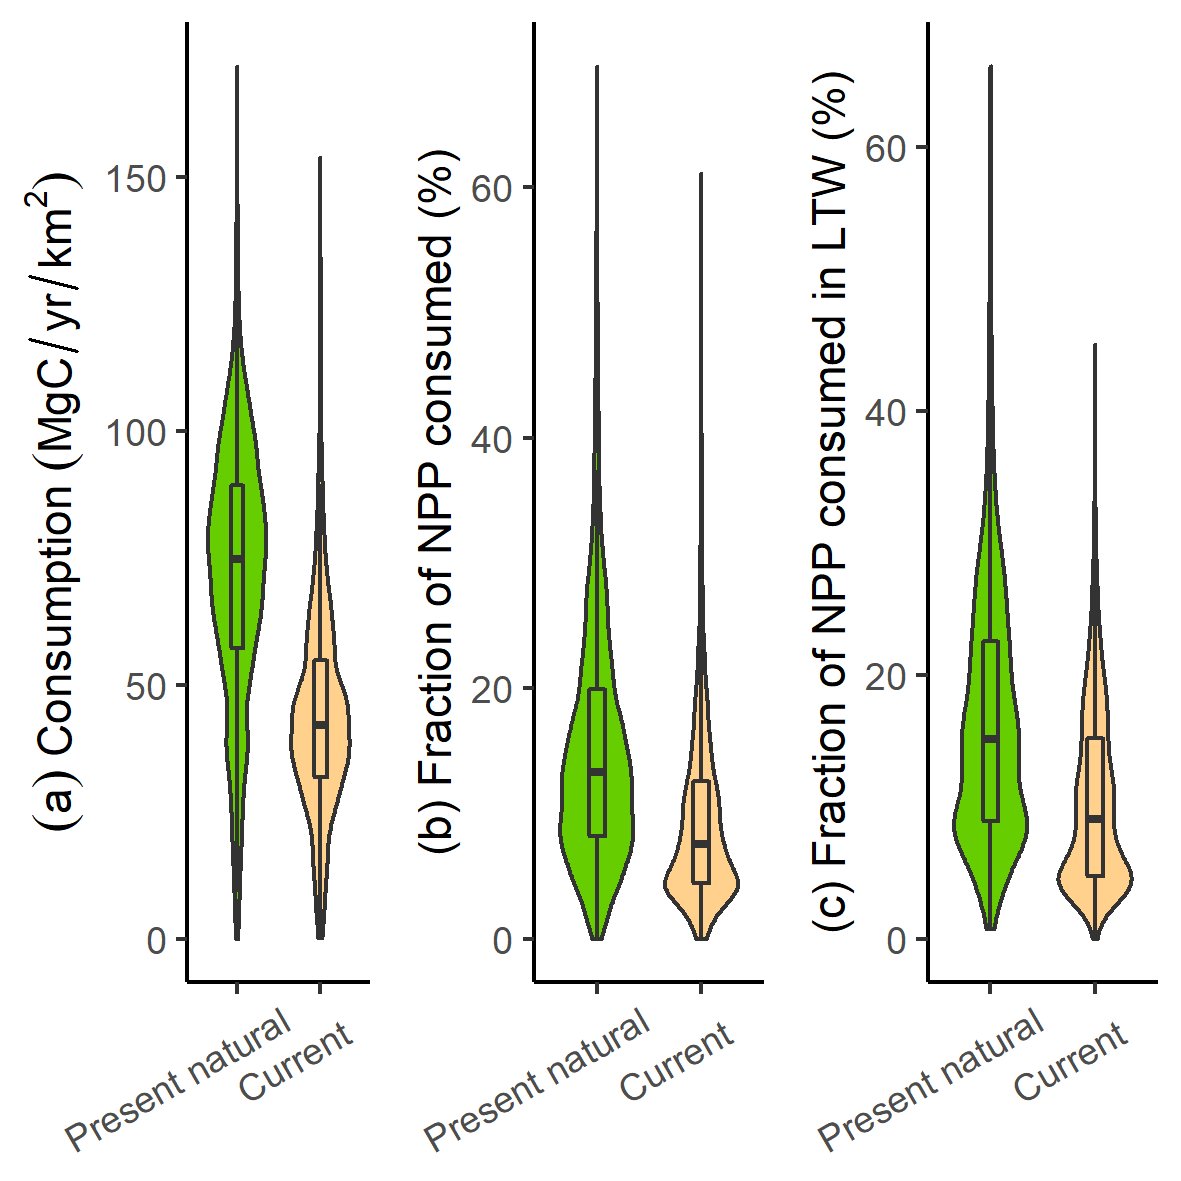 (a) Consumption (MgC/yr/km²)
150
100
50
0
Present natural
Current
(b) Fraction of NPP consumed (%)
60
40
20
0
Present natural
Current
(c) Fraction of NPP consumed in LTW (%)
60
40
20
0
Present natural
Current